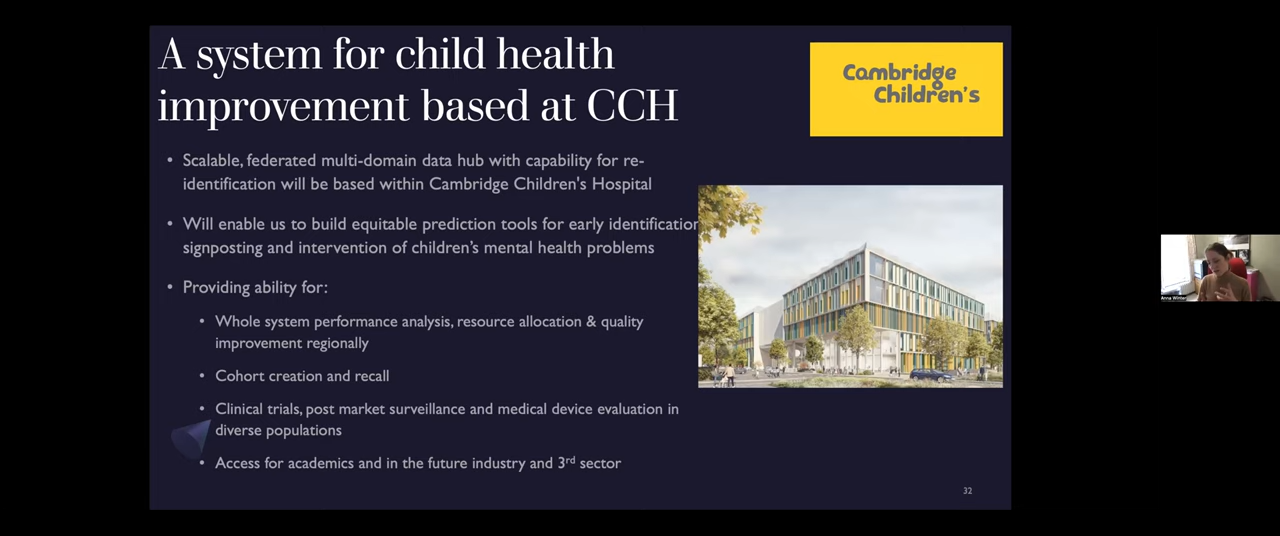 A system for child health
improvement based at CCH
Cambridge
Children's
• Scalable, federated multi-domain data hub with capability for re-
identification will be based within Cambridge Children's Hospital
• Will enable us to build equitable prediction tools for early identification
signposting and intervention of children's mental health problems
• Providing ability for:
• Whole system performance analysis, resource allocation & quality
improvement regionally
• Cohort creation and recall
• Clinical trials, post market surveillance and medical device evaluation in
diverse populations
• Access for academics and in the future industry and 3rd sector
32